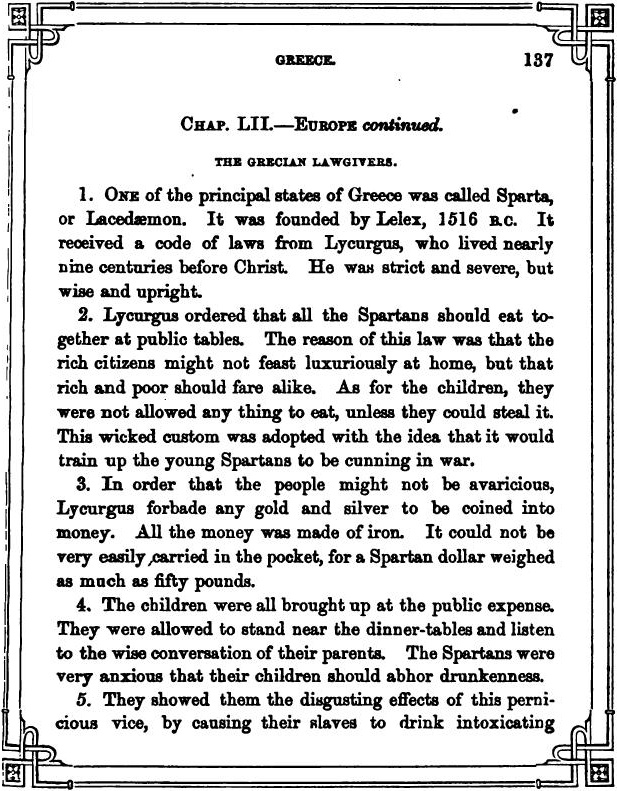 GREECE.
137
CHAP. LII.—EUROPE continued.
THE GRECIAN LAWGIVERS.
1. ONE of the principal states of Greece was called Sparta,
or Lacedæmon. It was founded by Lelex, 1516 B.C. It
received a code of laws from Lycurgus, who lived nearly
nine centuries before Christ. He was strict and severe, but
wise and upright.
2. Lycurgus ordered that all the Spartans should eat to-
gether at public tables. The reason of this law was that the
rich citizens might not feast luxuriously at home, but that
rich and poor should fare alike. As for the children, they
were not allowed any thing to eat, unless they could steal it.
This wicked custom was adopted with the idea that it would
train up the young Spartans to be cunning in war.
3. In order that the people might not be avaricious,
Lycurgus forbade any gold and silver to be coined into
money. All the money was made of iron. It could not be
very easily carried in the pocket, for a Spartan dollar weighed
as much as fifty pounds.
4. The children were all brought up at the public expense.
They were allowed to stand near the dinner-tables and listen
to the wise conversation of their parents. The Spartans were
very anxious that their children should abhor drunkenness.
5. They showed them the disgusting effects of this perni-
cious vice, by causing their slaves to drink intoxicating